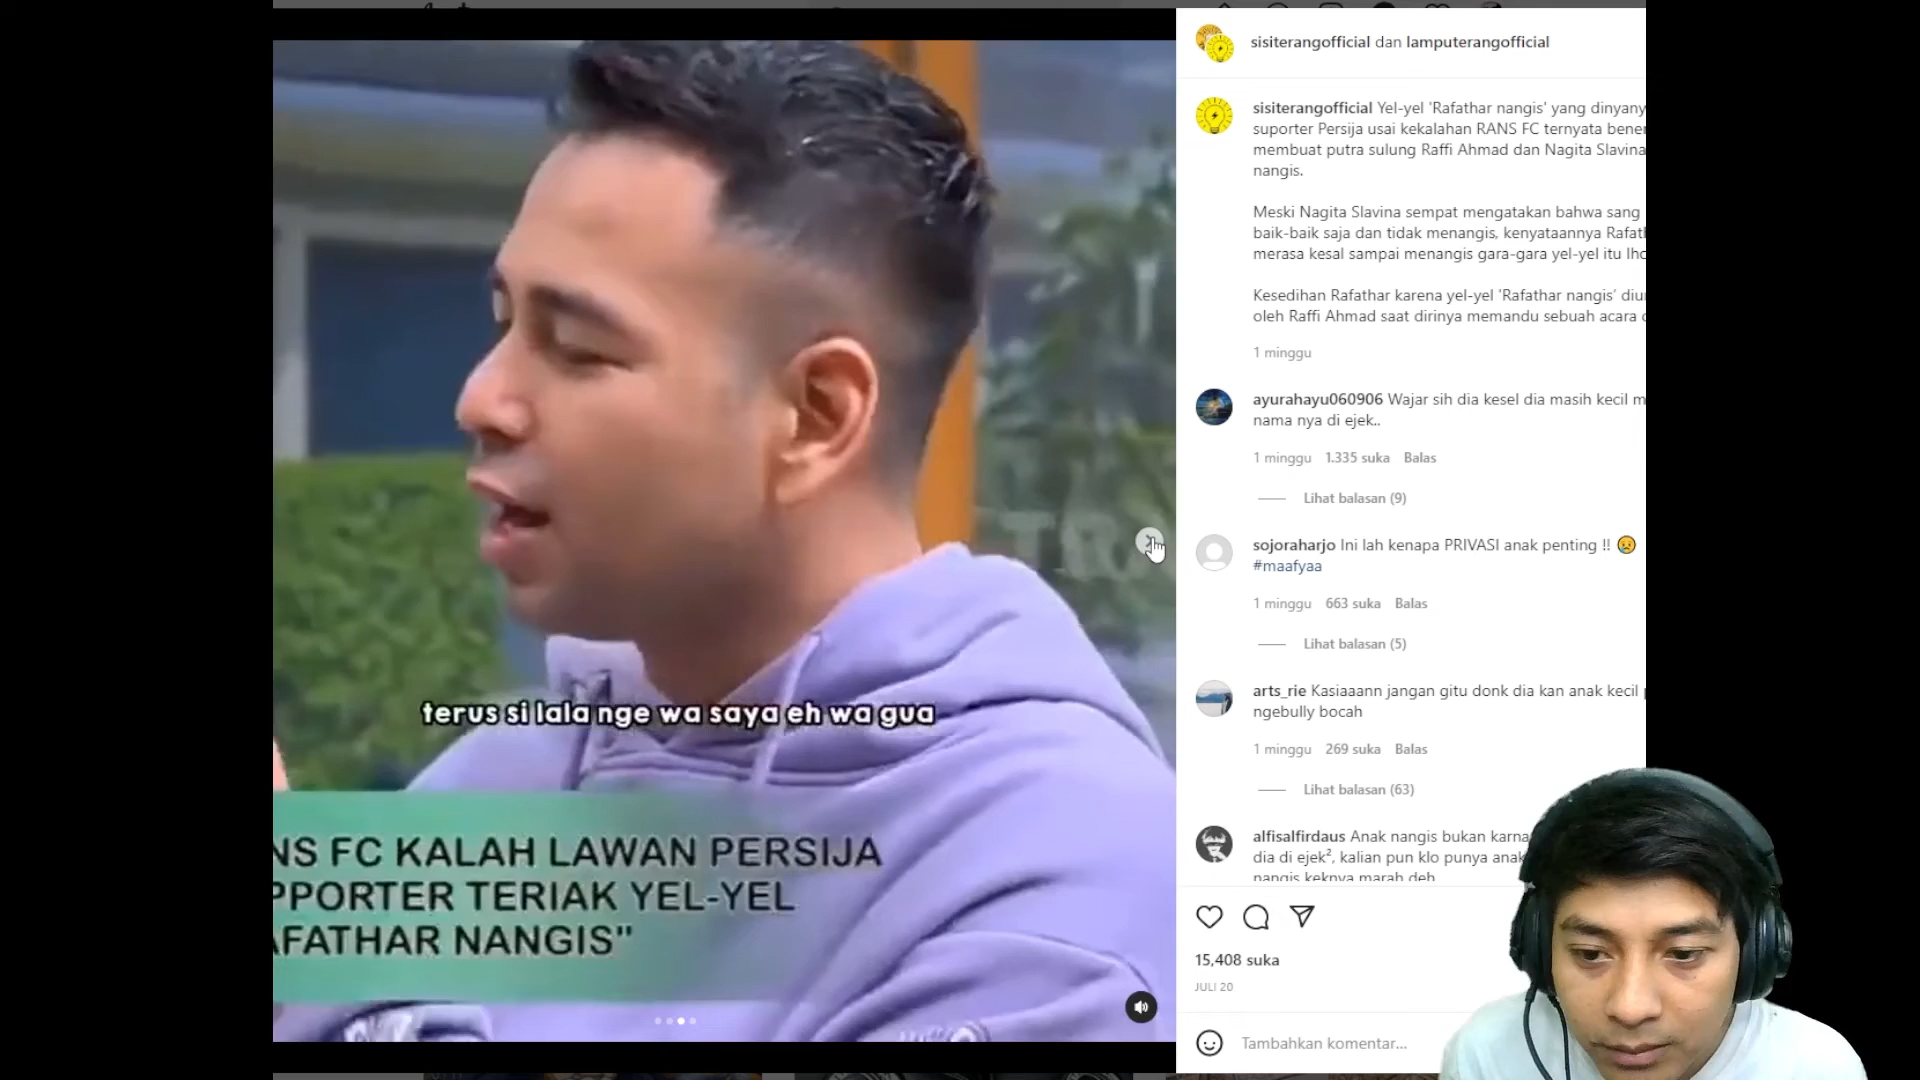 terus si lala nge wa saya eh wa gua
NS FC KALAH LAWAN PERSIJA
PPORTER TERIAK YEL-YEL
AFATHAR NANGIS"
sisiterangofficial dan lamputerangofficial
sisiterangofficial Yel-yel 'Rafathar nangis' yang dinyany
suporter Persija usai kekalahan RANS FC ternyata bener
membuat putra sulung Raffi Ahmad dan Nagita Slavina
nangis.
Meski Nagita Slavina sempat mengatakan bahwa sang
baik-baik saja dan tidak menangis, kenyataannya Rafat
merasa kesal sampai menangis gara-gara yel-yel itu lho
Kesedihan Rafathar karena yel-yel 'Rafathar nangis' diu
oleh Raffi Ahmad saat dirinya memandu sebuah acara
1 minggu
ayurahayu060906 Wajar sih dia kesel dia masih kecil m
nama nya di ejek..
1 minggu 1.335 suka Balas
Lihat balasan (9)
sojoraharjo Ini lah kenapa PRIVASI anak penting !! 😢
#maafyaa
1 minggu 663 suka Balas
Lihat balasan (5)
arts_rie Kasiaaann jangan gitu donk dia kan anak kecil
ngebully bocah
1 minggu 269 suka Balas
Lihat balasan (63)
alfisalfirdaus Anak nangis bukan karna
dia di ejek², kalian pun klo punya anak
nangis keknya marah deh
15,408 suka
JULI 20
Tambahkan komentar...